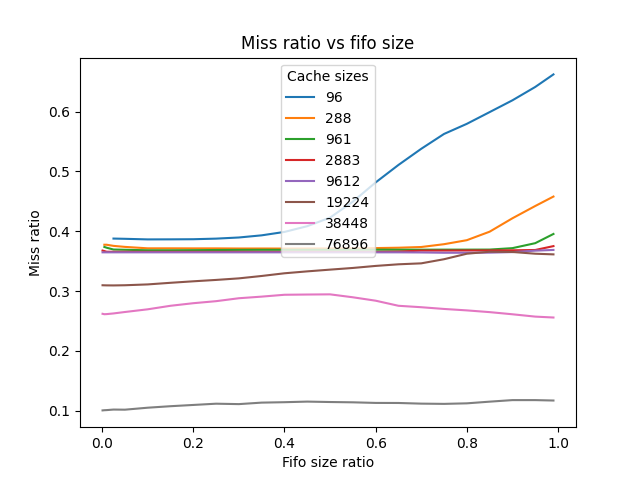 Miss ratio vs fifo size
Cache sizes
96
288
961
2883
9612
19224
38448
76896
Miss ratio
0.6
0.5
0.4
0.3
0.2
0.1
0.0 0.2 0.4 0.6 0.8 1.0
Fifo size ratio